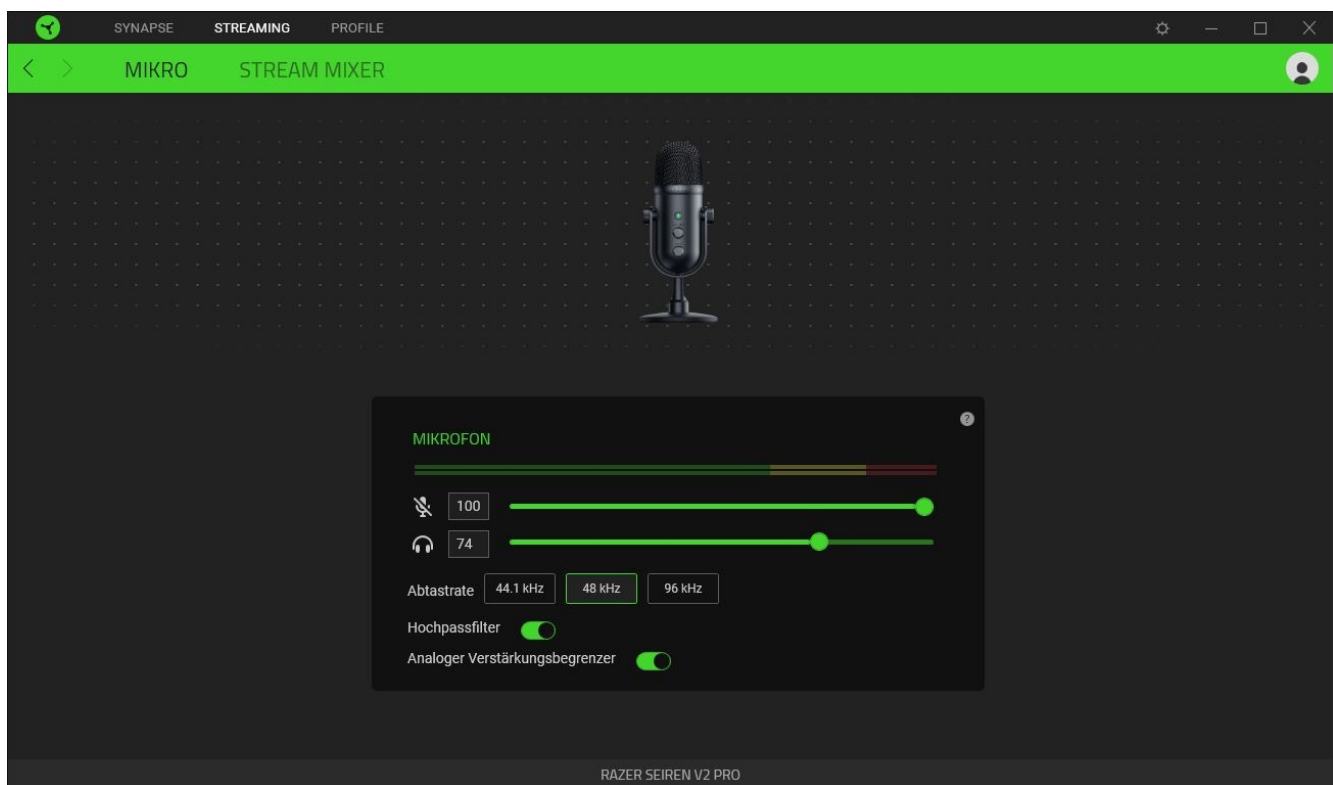 SYNAPSE STREAMING PROFILE
MIKRO STREAM MIXER
MIKROFON
100
74
Abtastrate 44.1 kHz 48 kHz 96 kHz
Hochpassfilter
Analoger Verstärkungsbegrenzer
RAZER SEIREN V2 PRO